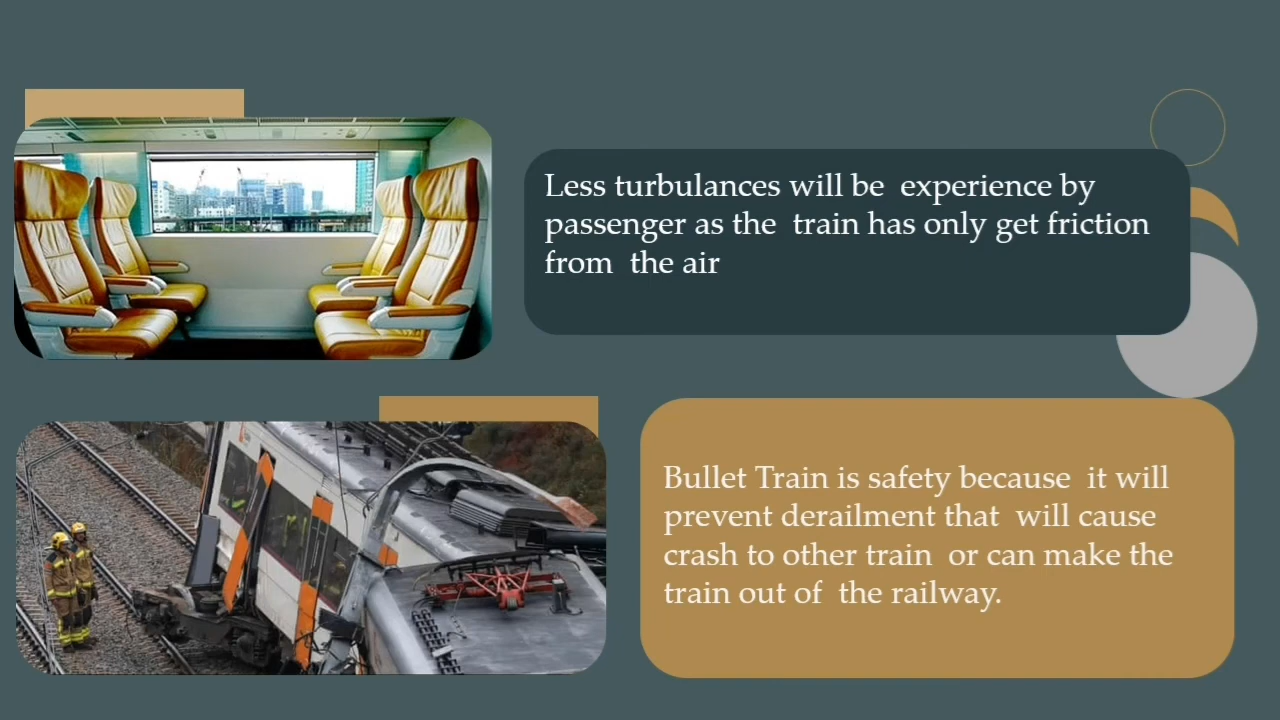 Less turbulances will be experience by
passenger as the train has only get friction
from the air
Bullet Train is safety because it will
prevent derailment that will cause
crash to other train or can make the
train out of the railway.